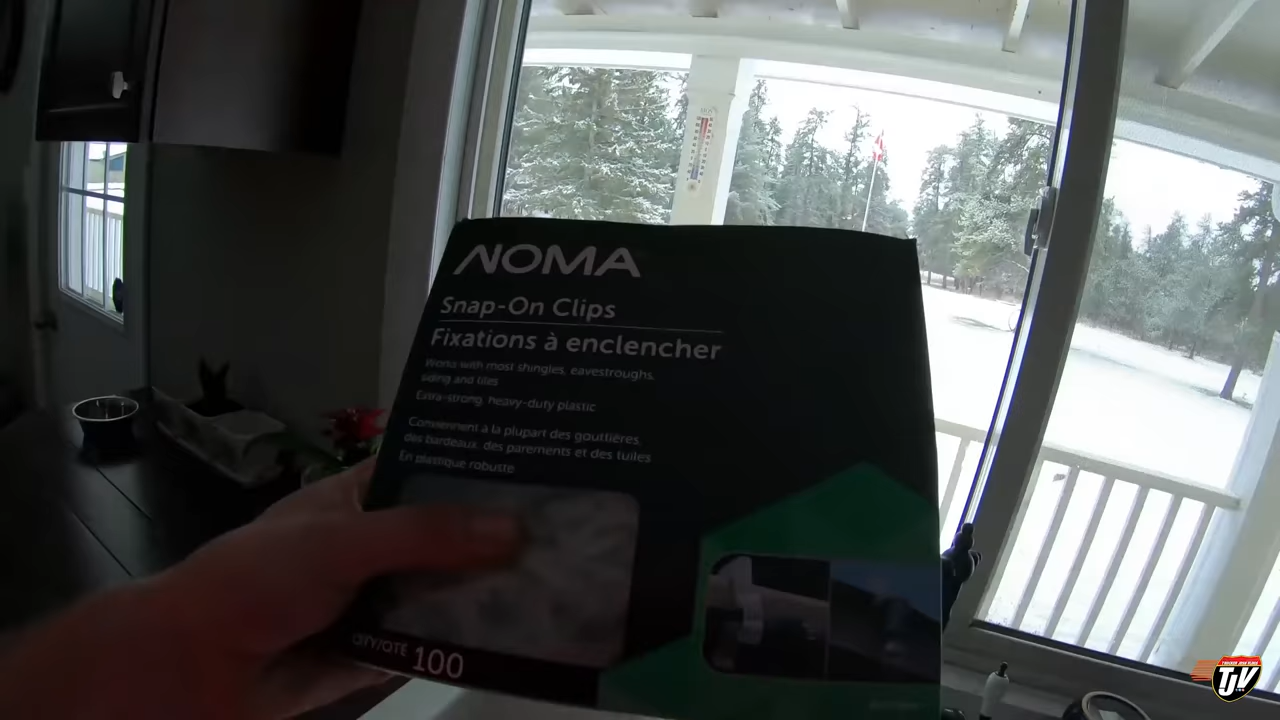 NOMA
Snap-On Clips
Fixations à enclencher
Works with most shingles, eavestroughs,
siding and tiles
Extra-strong, heavy-duty plastic
Conviennent à la plupart des gouttières,
des bardeaux, des parements et des tuiles
En plastique robuste
QTY/QTÉ 100
TJV